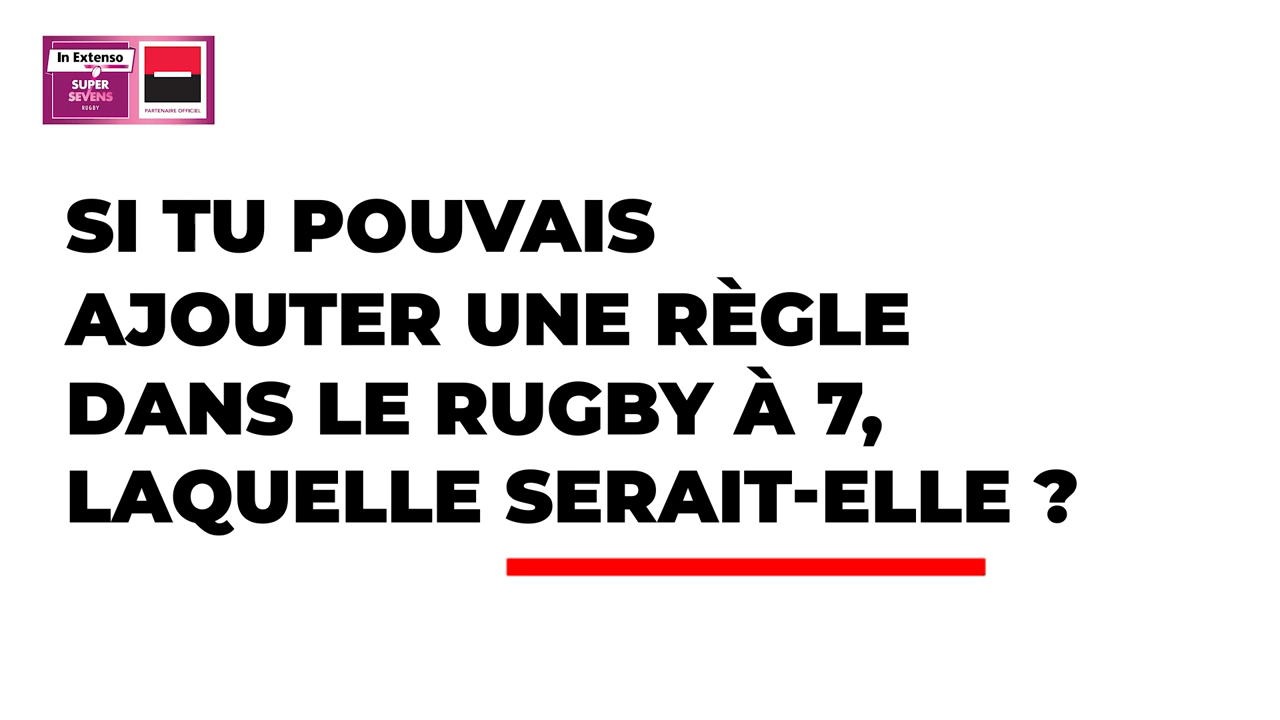 In Extenso
SUPER
SEVENS
RUGBY
PARTENAIRE OFFICIEL
SI TU POUVAIS
AJOUTER UNE RÈGLE
DANS LE RUGBY À 7,
LAQUELLE SERAIT-ELLE ?